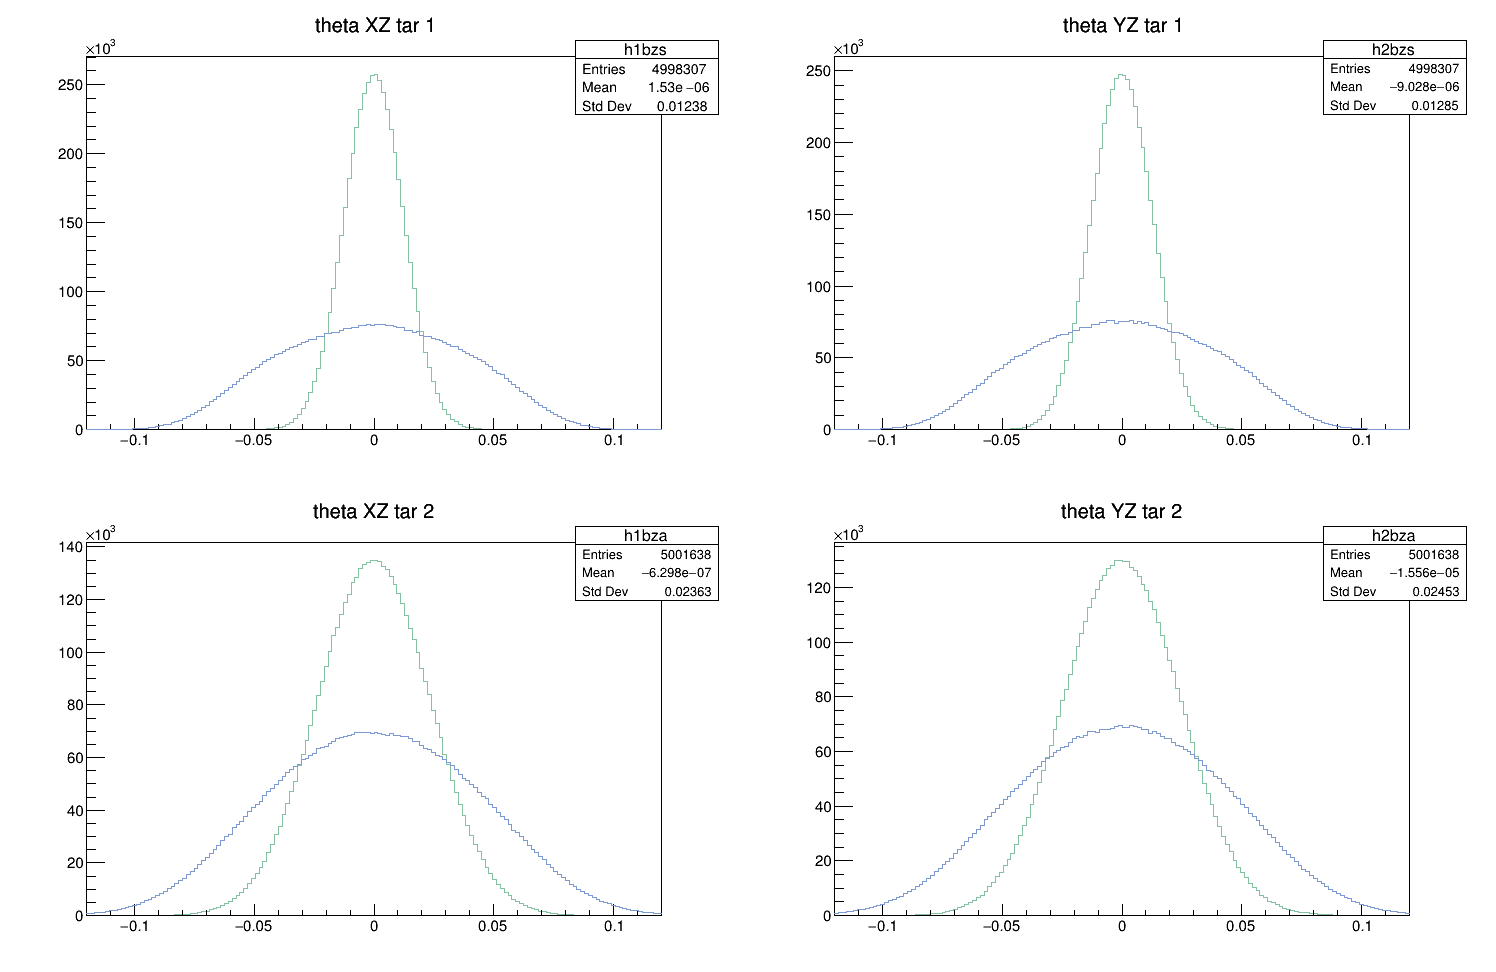 theta XZ tar 1
×10³
h1bzs
Entries 4998307
Mean 1.53e −06
Std Dev 0.01238
250
200
150
100
50
0
−0.1 −0.05 0 0.05 0.1
theta YZ tar 1
×10³
h2bzs
Entries 4998307
Mean −9.028e−06
Std Dev 0.01285
250
200
150
100
50
0
−0.1 −0.05 0 0.05 0.1
theta XZ tar 2
×10³
h1bza
Entries 5001638
Mean −6.298e−07
Std Dev 0.02363
140
120
100
80
60
40
20
0
−0.1 −0.05 0 0.05 0.1
theta YZ tar 2
×10³
h2bza
Entries 5001638
Mean −1.556e−05
Std Dev 0.02453
120
100
80
60
40
20
0
−0.1 −0.05 0 0.05 0.1